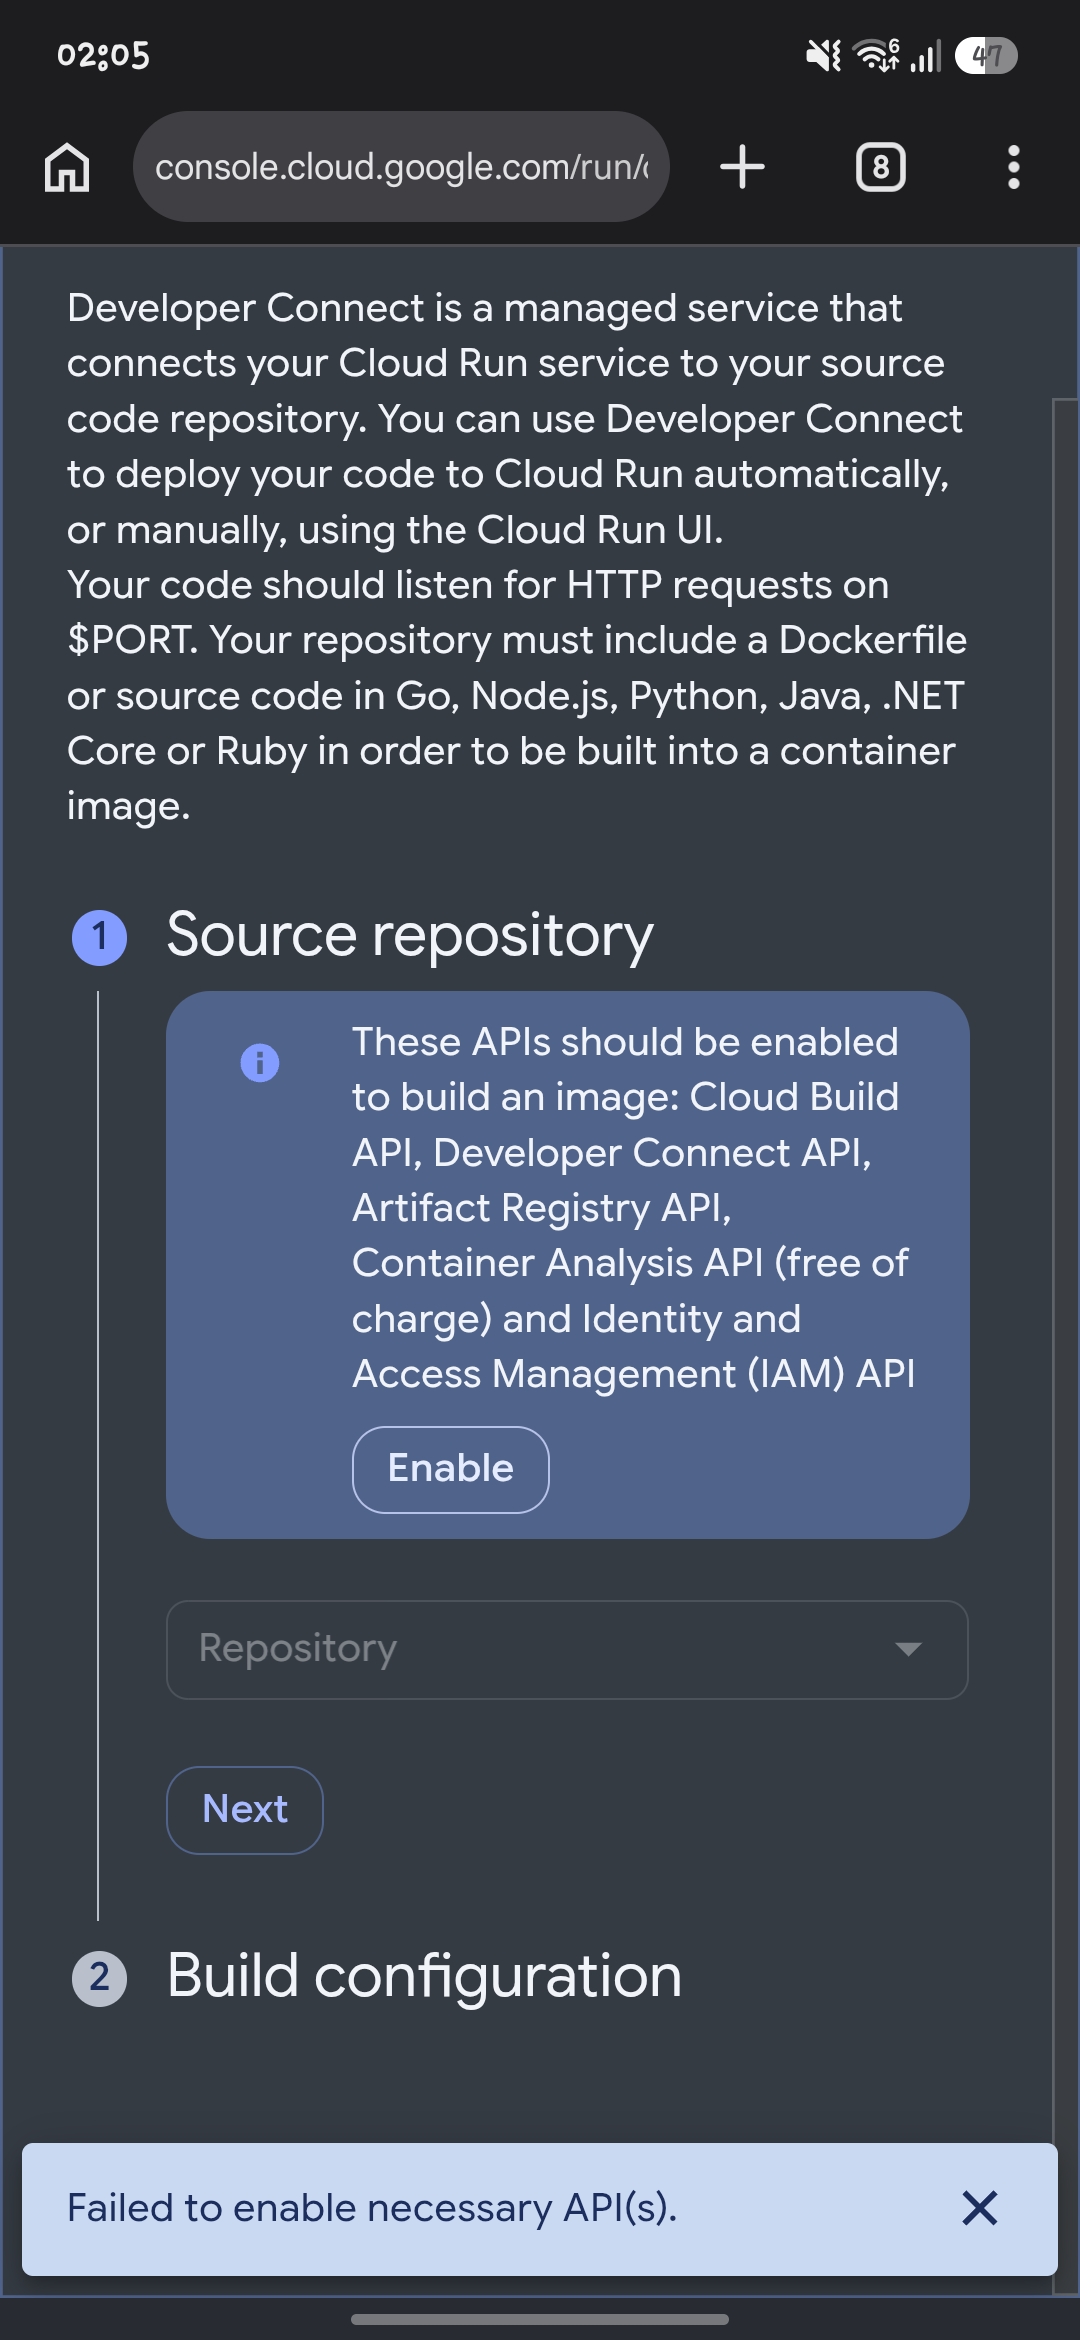 02:05
6
47
console.cloud.google.com/run/
8
Developer Connect is a managed service that
connects your Cloud Run service to your source
code repository. You can use Developer Connect
to deploy your code to Cloud Run automatically,
or manually, using the Cloud Run UI.
Your code should listen for HTTP requests on
$PORT. Your repository must include a Dockerfile
or source code in Go, Node.js, Python, Java, .NET
Core or Ruby in order to be built into a container
image.
1 Source repository
These APIs should be enabled
to build an image: Cloud Build
API, Developer Connect API,
Artifact Registry API,
Container Analysis API (free of
charge) and Identity and
Access Management (IAM) API
Enable
Repository
Next
2 Build configuration
Failed to enable necessary API(s).